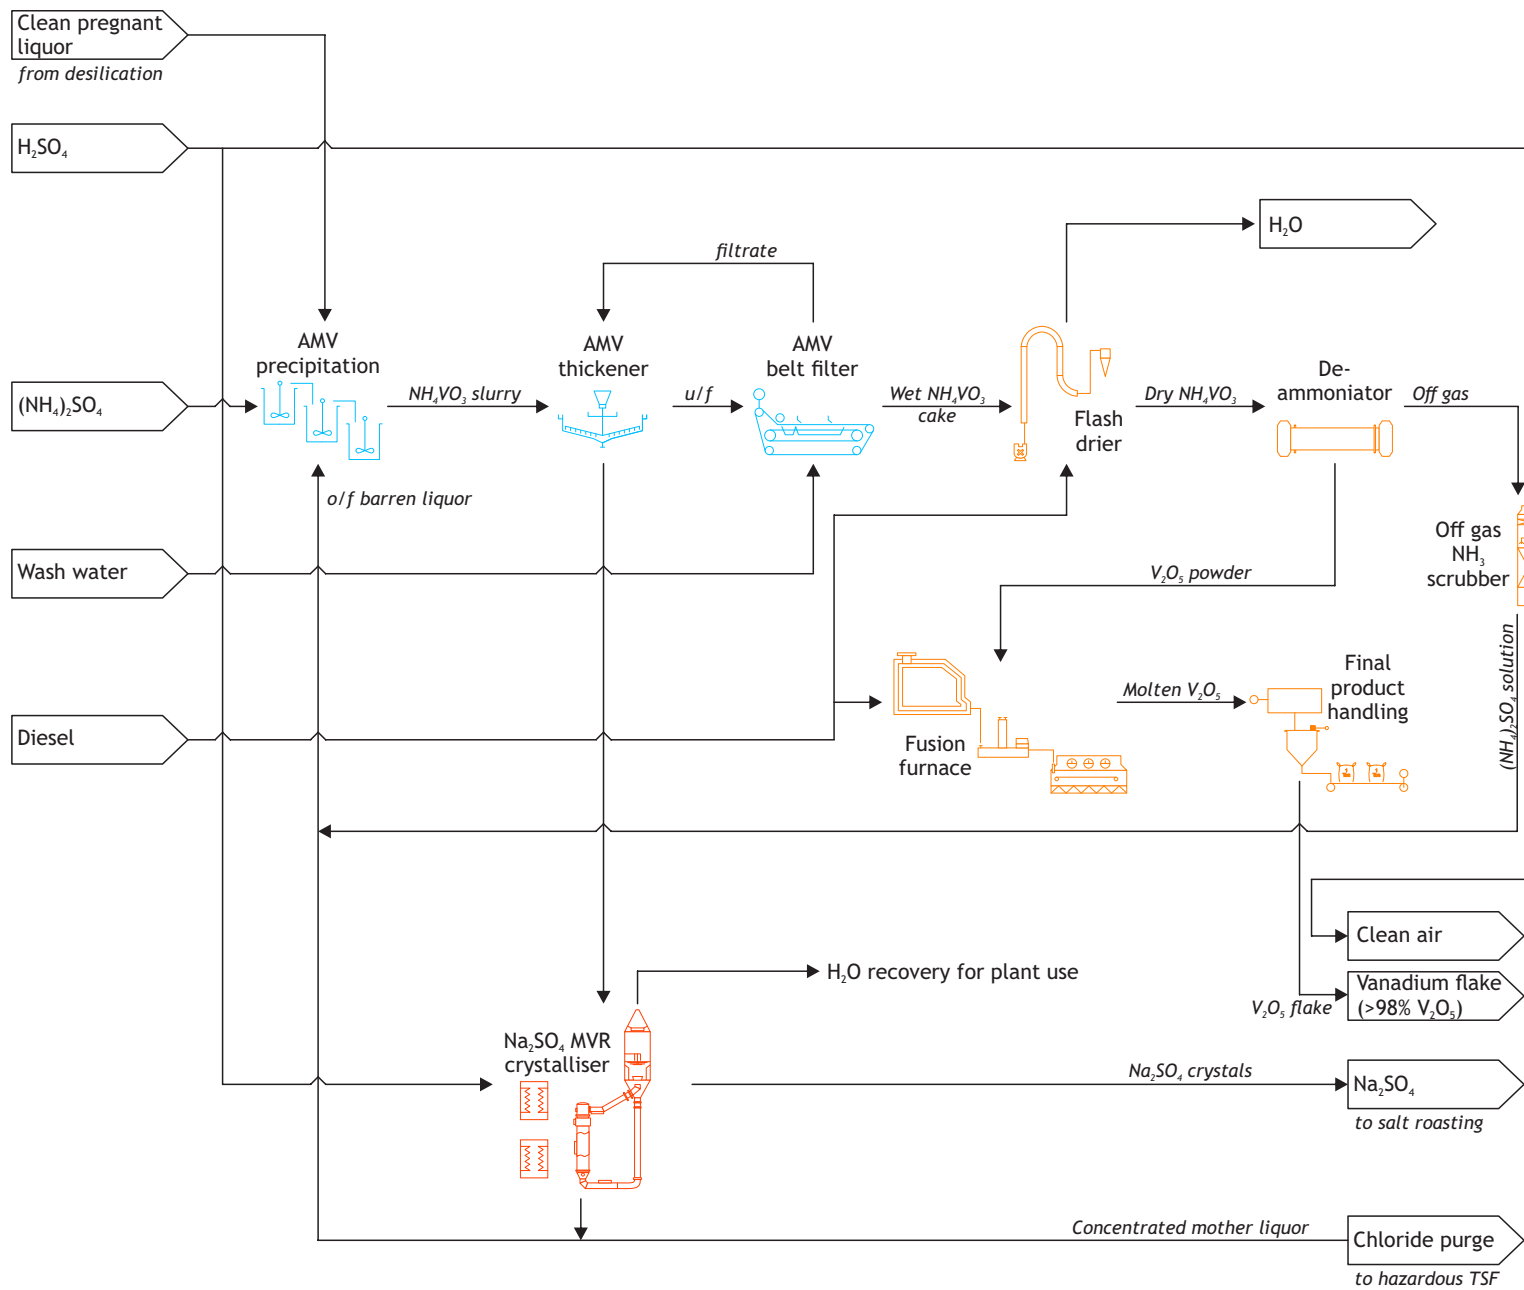 Clean pregnant
liquor
from desilication
H₂SO₄
H₂O
filtrate
AMV
precipitation
AMV
thickener
AMV
belt filter
De-
ammoniator
(NH₄)₂SO₄
NH₄VO₃ slurry
u/f
Wet NH₄VO₃
cake
Flash
drier
Dry NH₄VO₃
Off gas
o/f barren liquor
Off gas
NH₃
scrubber
Wash water
V₂O₅ powder
(NH₄)₂SO₄ solution
Final
product
handling
Molten V₂O₅
Diesel
Fusion
furnace
Clean air
H₂O recovery for plant use
Vanadium flake
(>98% V₂O₅)
V₂O₅ flake
Na₂SO₄ MVR
crystalliser
Na₂SO₄ crystals
Na₂SO₄
to salt roasting
Concentrated mother liquor
Chloride purge
to hazardous TSF